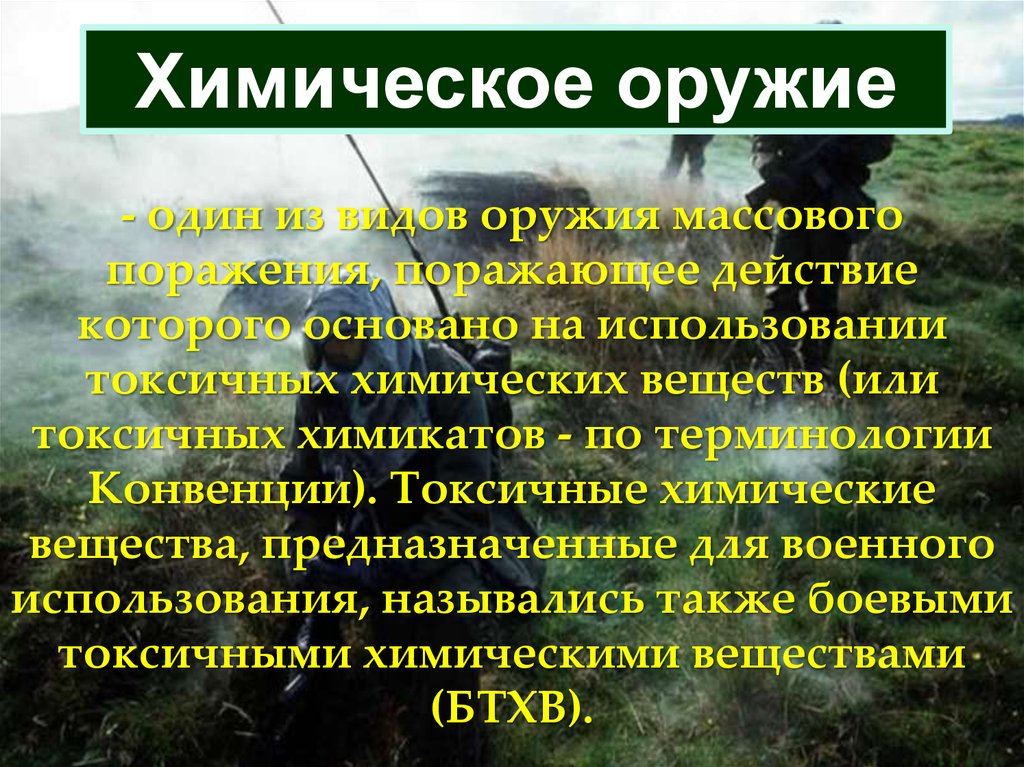 Химическое оружие
- один из видов оружия массового
поражения, поражающее действие
которого основано на использовании
токсичных химических веществ (или
токсичных химикатов - по терминологии
Конвенции). Токсичные химические
вещества, предназначенные для военного
использования, назывались также боевыми
токсичными химическими веществами
(БТХВ).